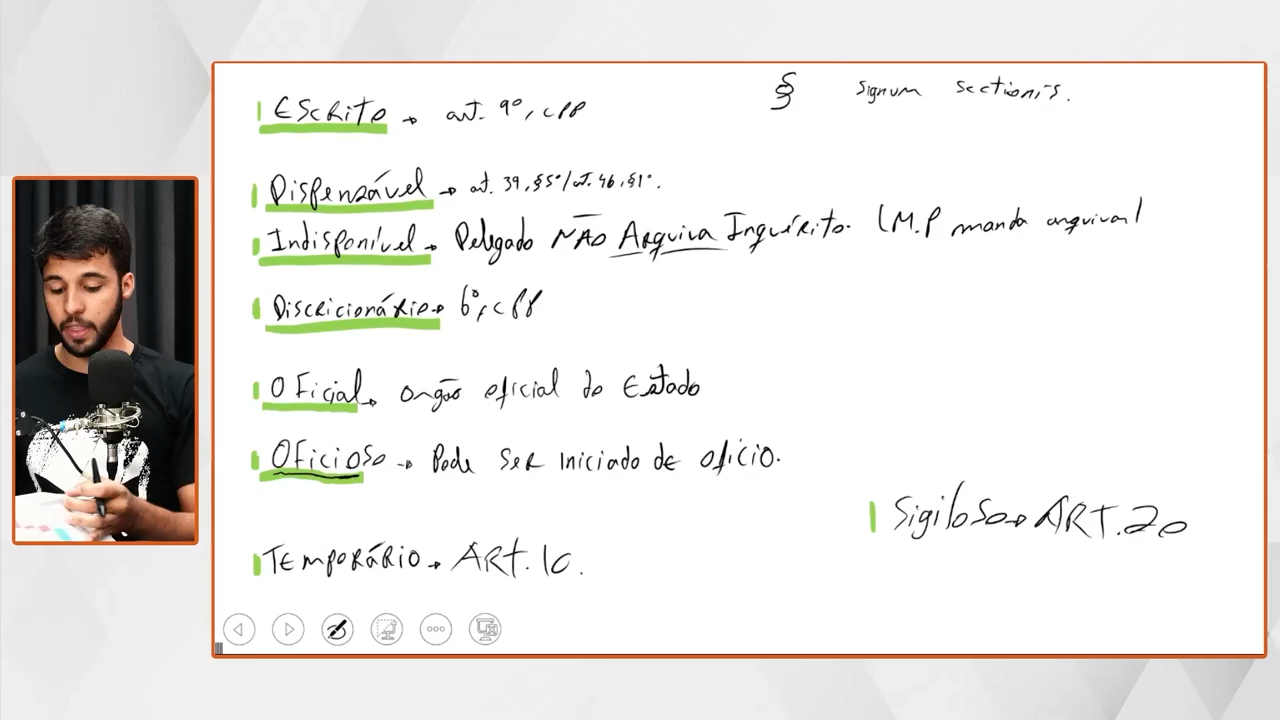 § signum sectionis.
Escrito → art. 9º, CPP
Dispensável → art. 39, §5º/art. 46, §1º.
Indisponível → Delegado NÃO Arquiva Inquérito. (M.P manda arquivar)
Discricionário → 6º, CPP
Oficial → orgão oficial do Estado
Oficioso → Pode ser iniciado de ofício.
Sigiloso → ART. 20
Temporário → ART. 10.